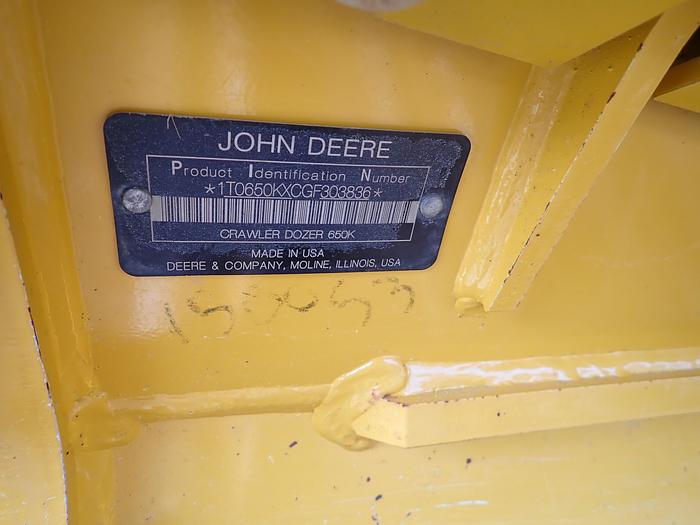 JOHN DEERE
Product Identification Number
*1T0650KXCGF303836*
CRAWLER DOZER 650K
MADE IN USA
DEERE & COMPANY, MOLINE, ILLINOIS, USA